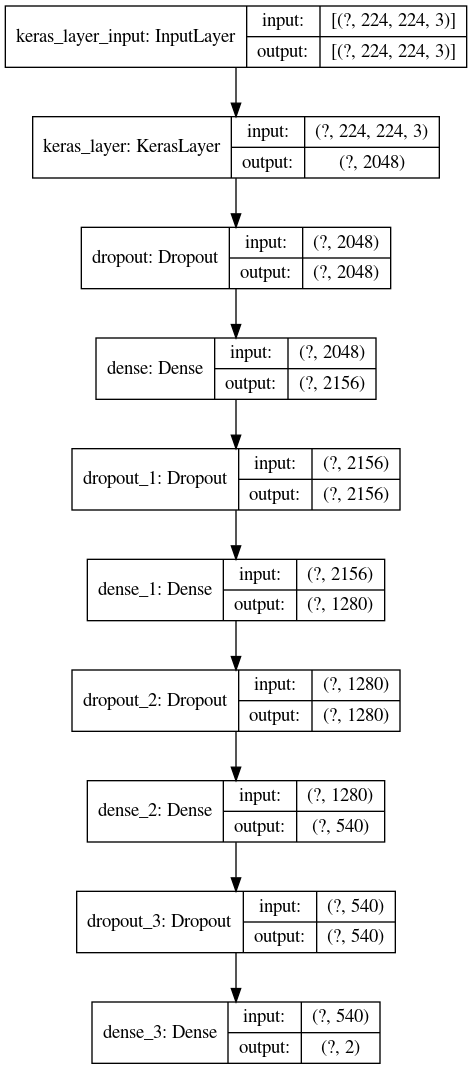 keras_layer_input: InputLayer
input: [(?, 224, 224, 3)]
output: [(?, 224, 224, 3)]
keras_layer: KerasLayer
input: (?, 224, 224, 3)
output: (?, 2048)
dropout: Dropout
input: (?, 2048)
output: (?, 2048)
dense: Dense
input: (?, 2048)
output: (?, 2156)
dropout_1: Dropout
input: (?, 2156)
output: (?, 2156)
dense_1: Dense
input: (?, 2156)
output: (?, 1280)
dropout_2: Dropout
input: (?, 1280)
output: (?, 1280)
dense_2: Dense
input: (?, 1280)
output: (?, 540)
dropout_3: Dropout
input: (?, 540)
output: (?, 540)
dense_3: Dense
input: (?, 540)
output: (?, 2)